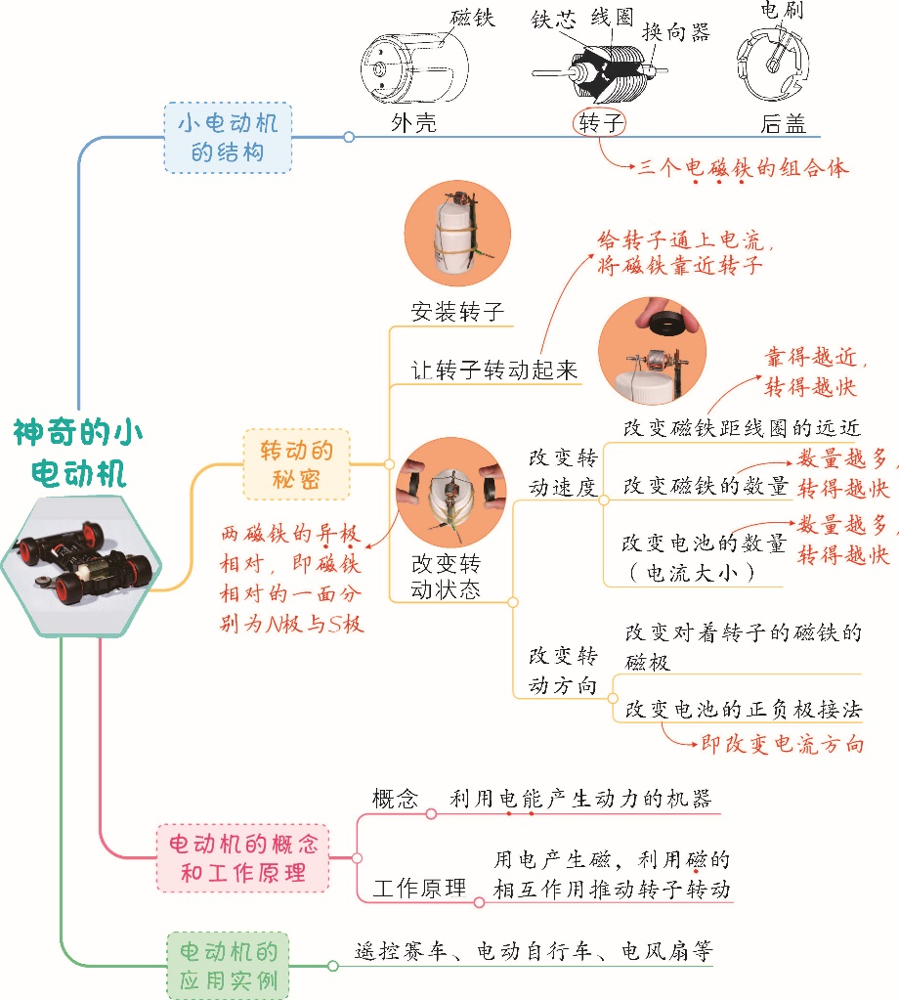 磁铁
铁芯
线圈
换向器
电刷
外壳
转子
后盖
小电动机
的结构
三个电磁铁的组合体
给转子通上电流，
将磁铁靠近转子
安装转子
让转子转动起来
靠得越近，
转得越快
神奇的小
电动机
转动的
秘密
改变磁铁距线圈的远近
改变转
动速度
改变磁铁的数量
数量越多，
转得越快
两磁铁的异极
相对，即磁铁
相对的一面分
别为N极与S极
改变转
动状态
改变电池的数量
（电流大小）
数量越多，
转得越快
改变转
动方向
改变对着转子的磁铁的
磁极
改变电池的正负极接法
即改变电流方向
电动机的概念
和工作原理
概念
利用电能产生动力的机器
工作原理
用电产生磁，利用磁的
相互作用推动转子转动
电动机的
应用实例
遥控赛车、电动自行车、电风扇等